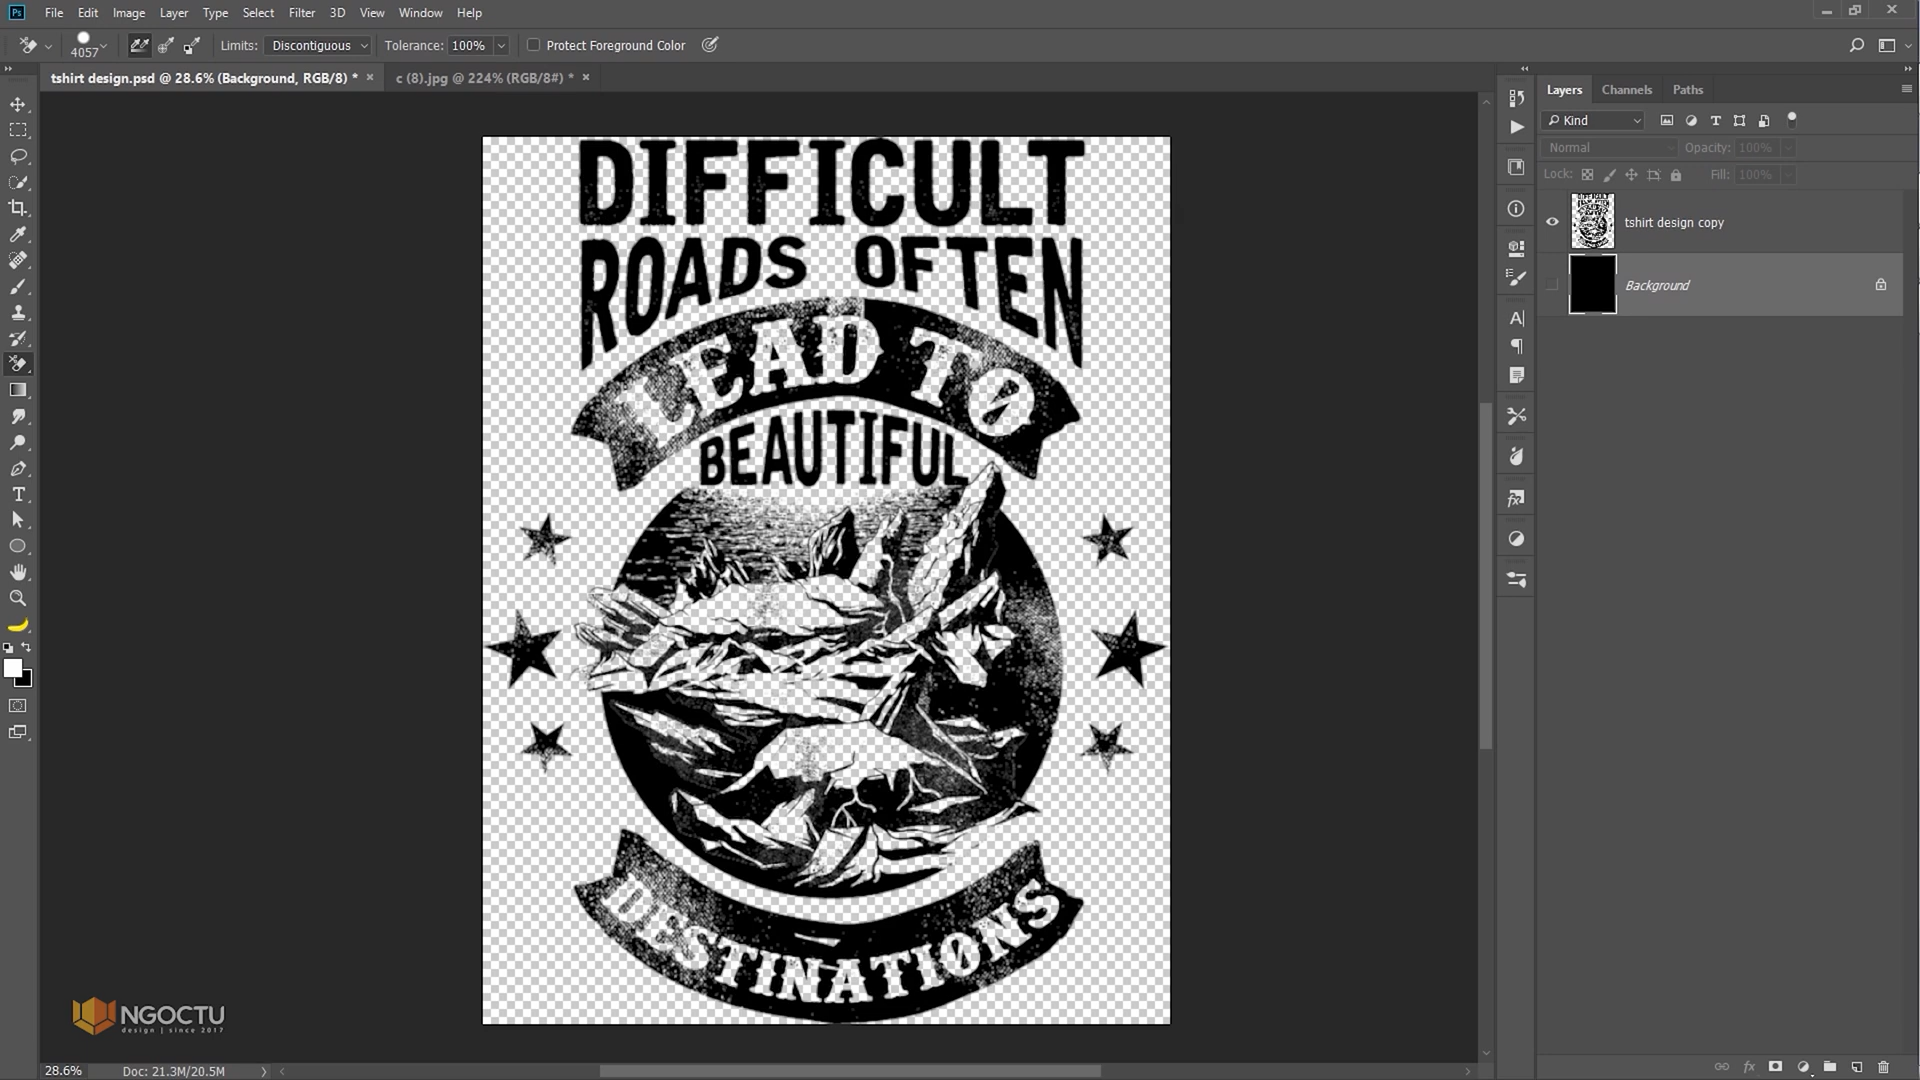 Ps File Edit Image Layer Type Select Filter 3D View Window Help
4057 Limits: Discontiguous Tolerance: 100% Protect Foreground Color
tshirt design.psd @ 28.6% (Background, RGB/8) * × c (8).jpg @ 224% (RGB/8#) * ×
Layers Channels Paths
Kind
Normal Opacity: 100%
Lock: Fill: 100%
tshirt design copy
Background
DIFFICULT
ROADS OFTEN
LEAD TO
BEAUTIFUL
DESTINATIONS
NGOCTU
design | since 2017
28.6% Doc: 21.3M/20.5M